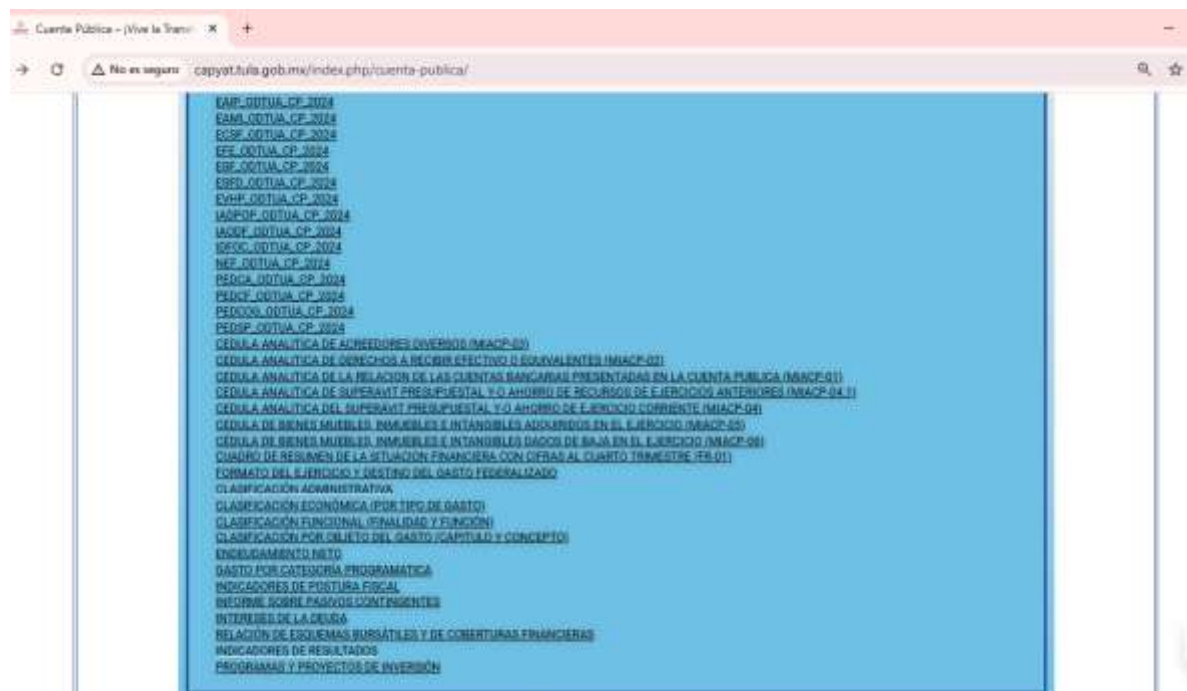 Cuenta Pública – ¡Vive la Trans
No es seguro capyat.tula.gob.mx/index.php/cuenta-publica/
EAIP_ODTUA_CP_2024
EAML_ODTUA_CP_2024
ECSF_ODTUA_CP_2024
EFE_ODTUA_CP_2024
ESF_ODTUA_CP_2024
ESFD_ODTUA_CP_2024
EVHP_ODTUA_CP_2024
IADPOP_ODTUA_CP_2024
IAODF_ODTUA_CP_2024
IDFOC_ODTUA_CP_2024
NEF_ODTUA_CP_2024
PEDCA_ODTUA_CP_2024
PEDCF_ODTUA_CP_2024
PEDCOG_ODTUA_CP_2024
PEDSP_ODTUA_CP_2024
CEDULA ANALITICA DE ACREEDORES DIVERSOS (MIACP-03)
CEDULA ANALITICA DE DERECHOS A RECIBIR EFECTIVO O EQUIVALENTES (MIACP-02)
CEDULA ANALITICA DE LA RELACION DE LAS CUENTAS BANCARIAS PRESENTADAS EN LA CUENTA PUBLICA (MIACP-01)
CEDULA ANALITICA DE SUPERAVIT PRESUPUESTAL Y-O AHORRO DE RECURSOS DE EJERCICIOS ANTERIORES (MIACP-04.1)
CEDULA ANALITICA DEL SUPERAVIT PRESUPUESTAL Y-O AHORRO DE EJERCICIO CORRIENTE (MIACP-04)
CEDULA DE BIENES MUEBLES, INMUEBLES E INTANGIBLES ADQUIRIDOS EN EL EJERCICIO (MIACP-05)
CEDULA DE BIENES MUEBLES, INMUEBLES E INTANGIBLES DADOS DE BAJA EN EL EJERCICIO (MIACP-06)
CUADRO DE RESUMEN DE LA SITUACION FINANCIERA CON CIFRAS AL CUARTO TRIMESTRE (FR-01)
FORMATO DEL EJERCICIO Y DESTINO DEL GASTO FEDERALIZADO
CLASIFICACIÓN ADMINISTRATIVA
CLASIFICACIÓN ECONÓMICA (POR TIPO DE GASTO)
CLASIFICACIÓN FUNCIONAL (FINALIDAD Y FUNCIÓN)
CLASIFICACIÓN POR OBJETO DEL GASTO (CAPITULO Y CONCEPTO)
ENDEUDAMIENTO NETO
GASTO POR CATEGORÍA PROGRAMATICA
INDICADORES DE POSTURA FISCAL
INFORME SOBRE PASIVOS CONTINGENTES
INTERESES DE LA DEUDA
RELACIÓN DE ESQUEMAS BURSÁTILES Y DE COBERTURAS FINANCIERAS
INDICADORES DE RESULTADOS
PROGRAMAS Y PROYECTOS DE INVERSIÓN